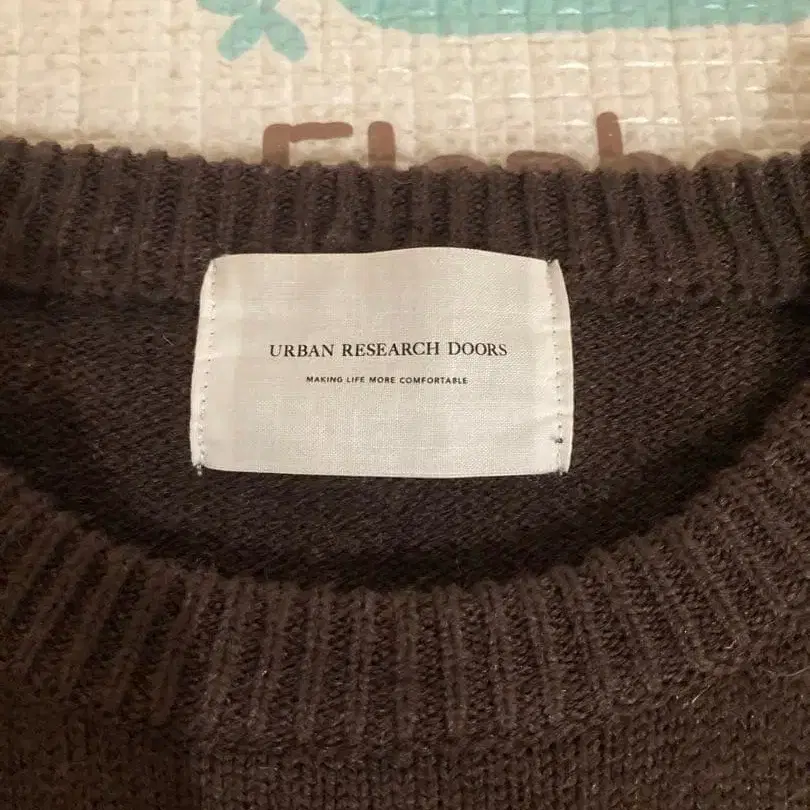 URBAN RESEARCH DOORS
MAKING LIFE MORE COMFORTABLE